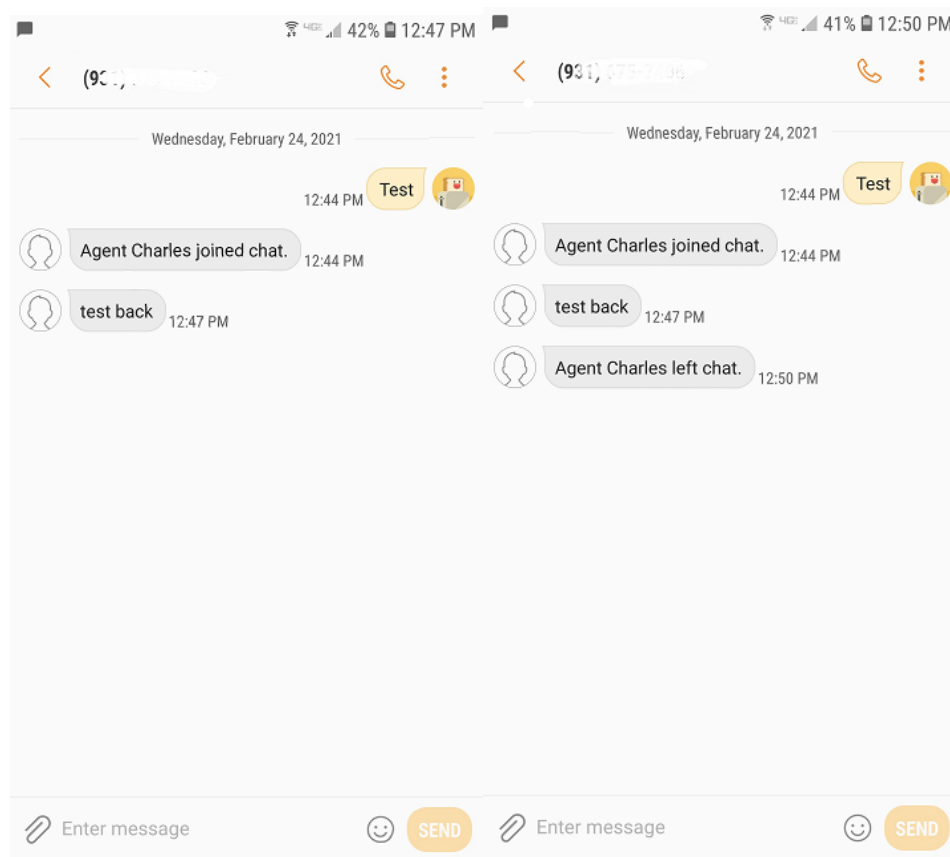 42% 12:47 PM
(931)
Wednesday, February 24, 2021
Test
12:44 PM
Agent Charles joined chat.
12:44 PM
test back
12:47 PM
Enter message
SEND
41% 12:50 PM
(931)
Wednesday, February 24, 2021
Test
12:44 PM
Agent Charles joined chat.
12:44 PM
test back
12:47 PM
Agent Charles left chat.
12:50 PM
Enter message
SEND